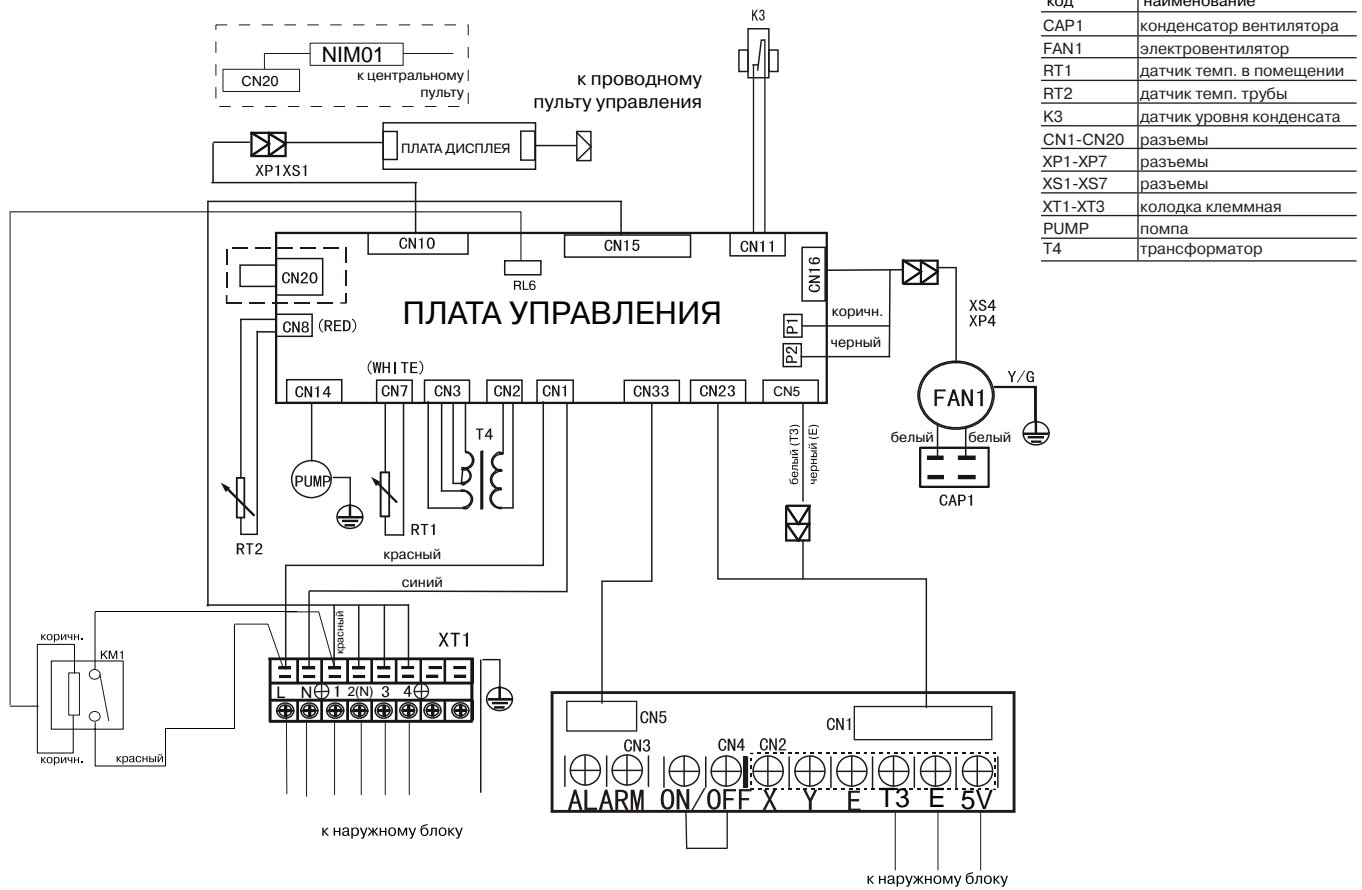 код наименование
CAP1 конденсатор вентилятора
FAN1 электровентилятор
RT1 датчик темп. в помещении
RT2 датчик темп. трубы
K3 датчик уровня конденсата
CN1-CN20 разъемы
XP1-XP7 разъемы
XS1-XS7 разъемы
XT1-XT3 колодка клеммная
PUMP помпа
T4 трансформатор
K3
NIM01
CN20
к центральному
пульту
к проводному
пульту управления
ПЛАТА ДИСПЛЕЯ
XP1XS1
CN10
CN15
CN11
CN20
RL6
CN16
CN8 (RED)
ПЛАТА УПРАВЛЕНИЯ
P1
коричн.
P2
черный
XS4
XP4
(WHITE)
CN14
CN7
CN3
CN2
CN1
CN33
CN23
CN5
Y/G
FAN1
белый
белый
CAP1
T4
белый (T3)
черный (E)
PUMP
RT2
RT1
красный
синий
красный
XT1
коричн.
KM1
коричн.
красный
L N 1 2(N) 3 4
к наружному блоку
CN5
CN1
CN3
CN4
CN2
ALARM ON/OFF X Y E T3 E 5V
к наружному блоку